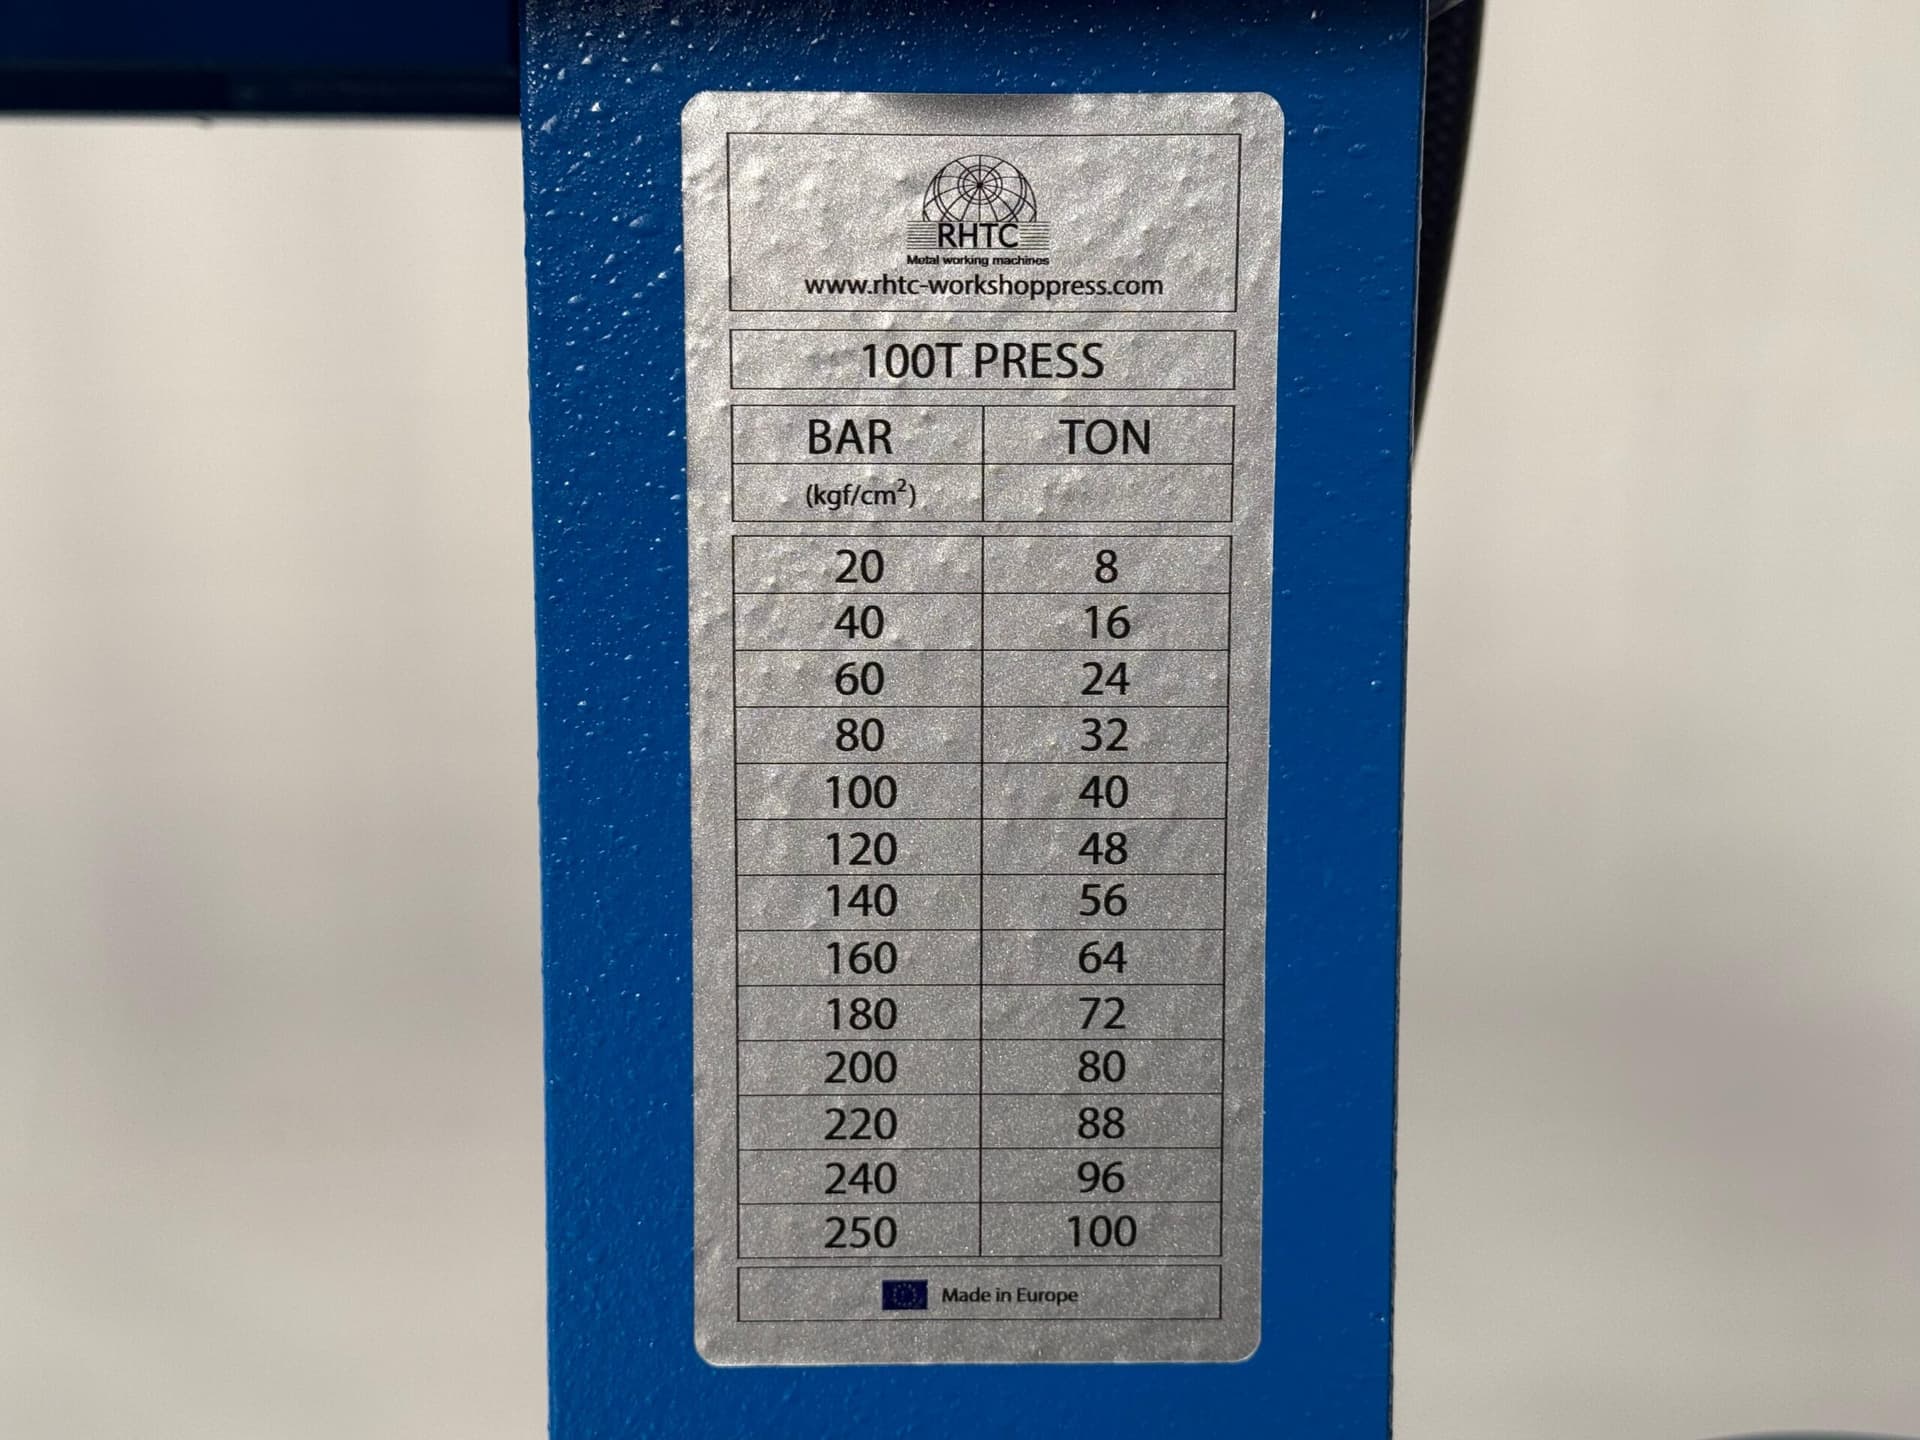 RHTC
Metal working machines
www.rhtc-workshoppress.com
100T PRESS
BAR TON
(kgf/cm²)
20 8
40 16
60 24
80 32
100 40
120 48
140 56
160 64
180 72
200 80
220 88
240 96
250 100
Made in Europe